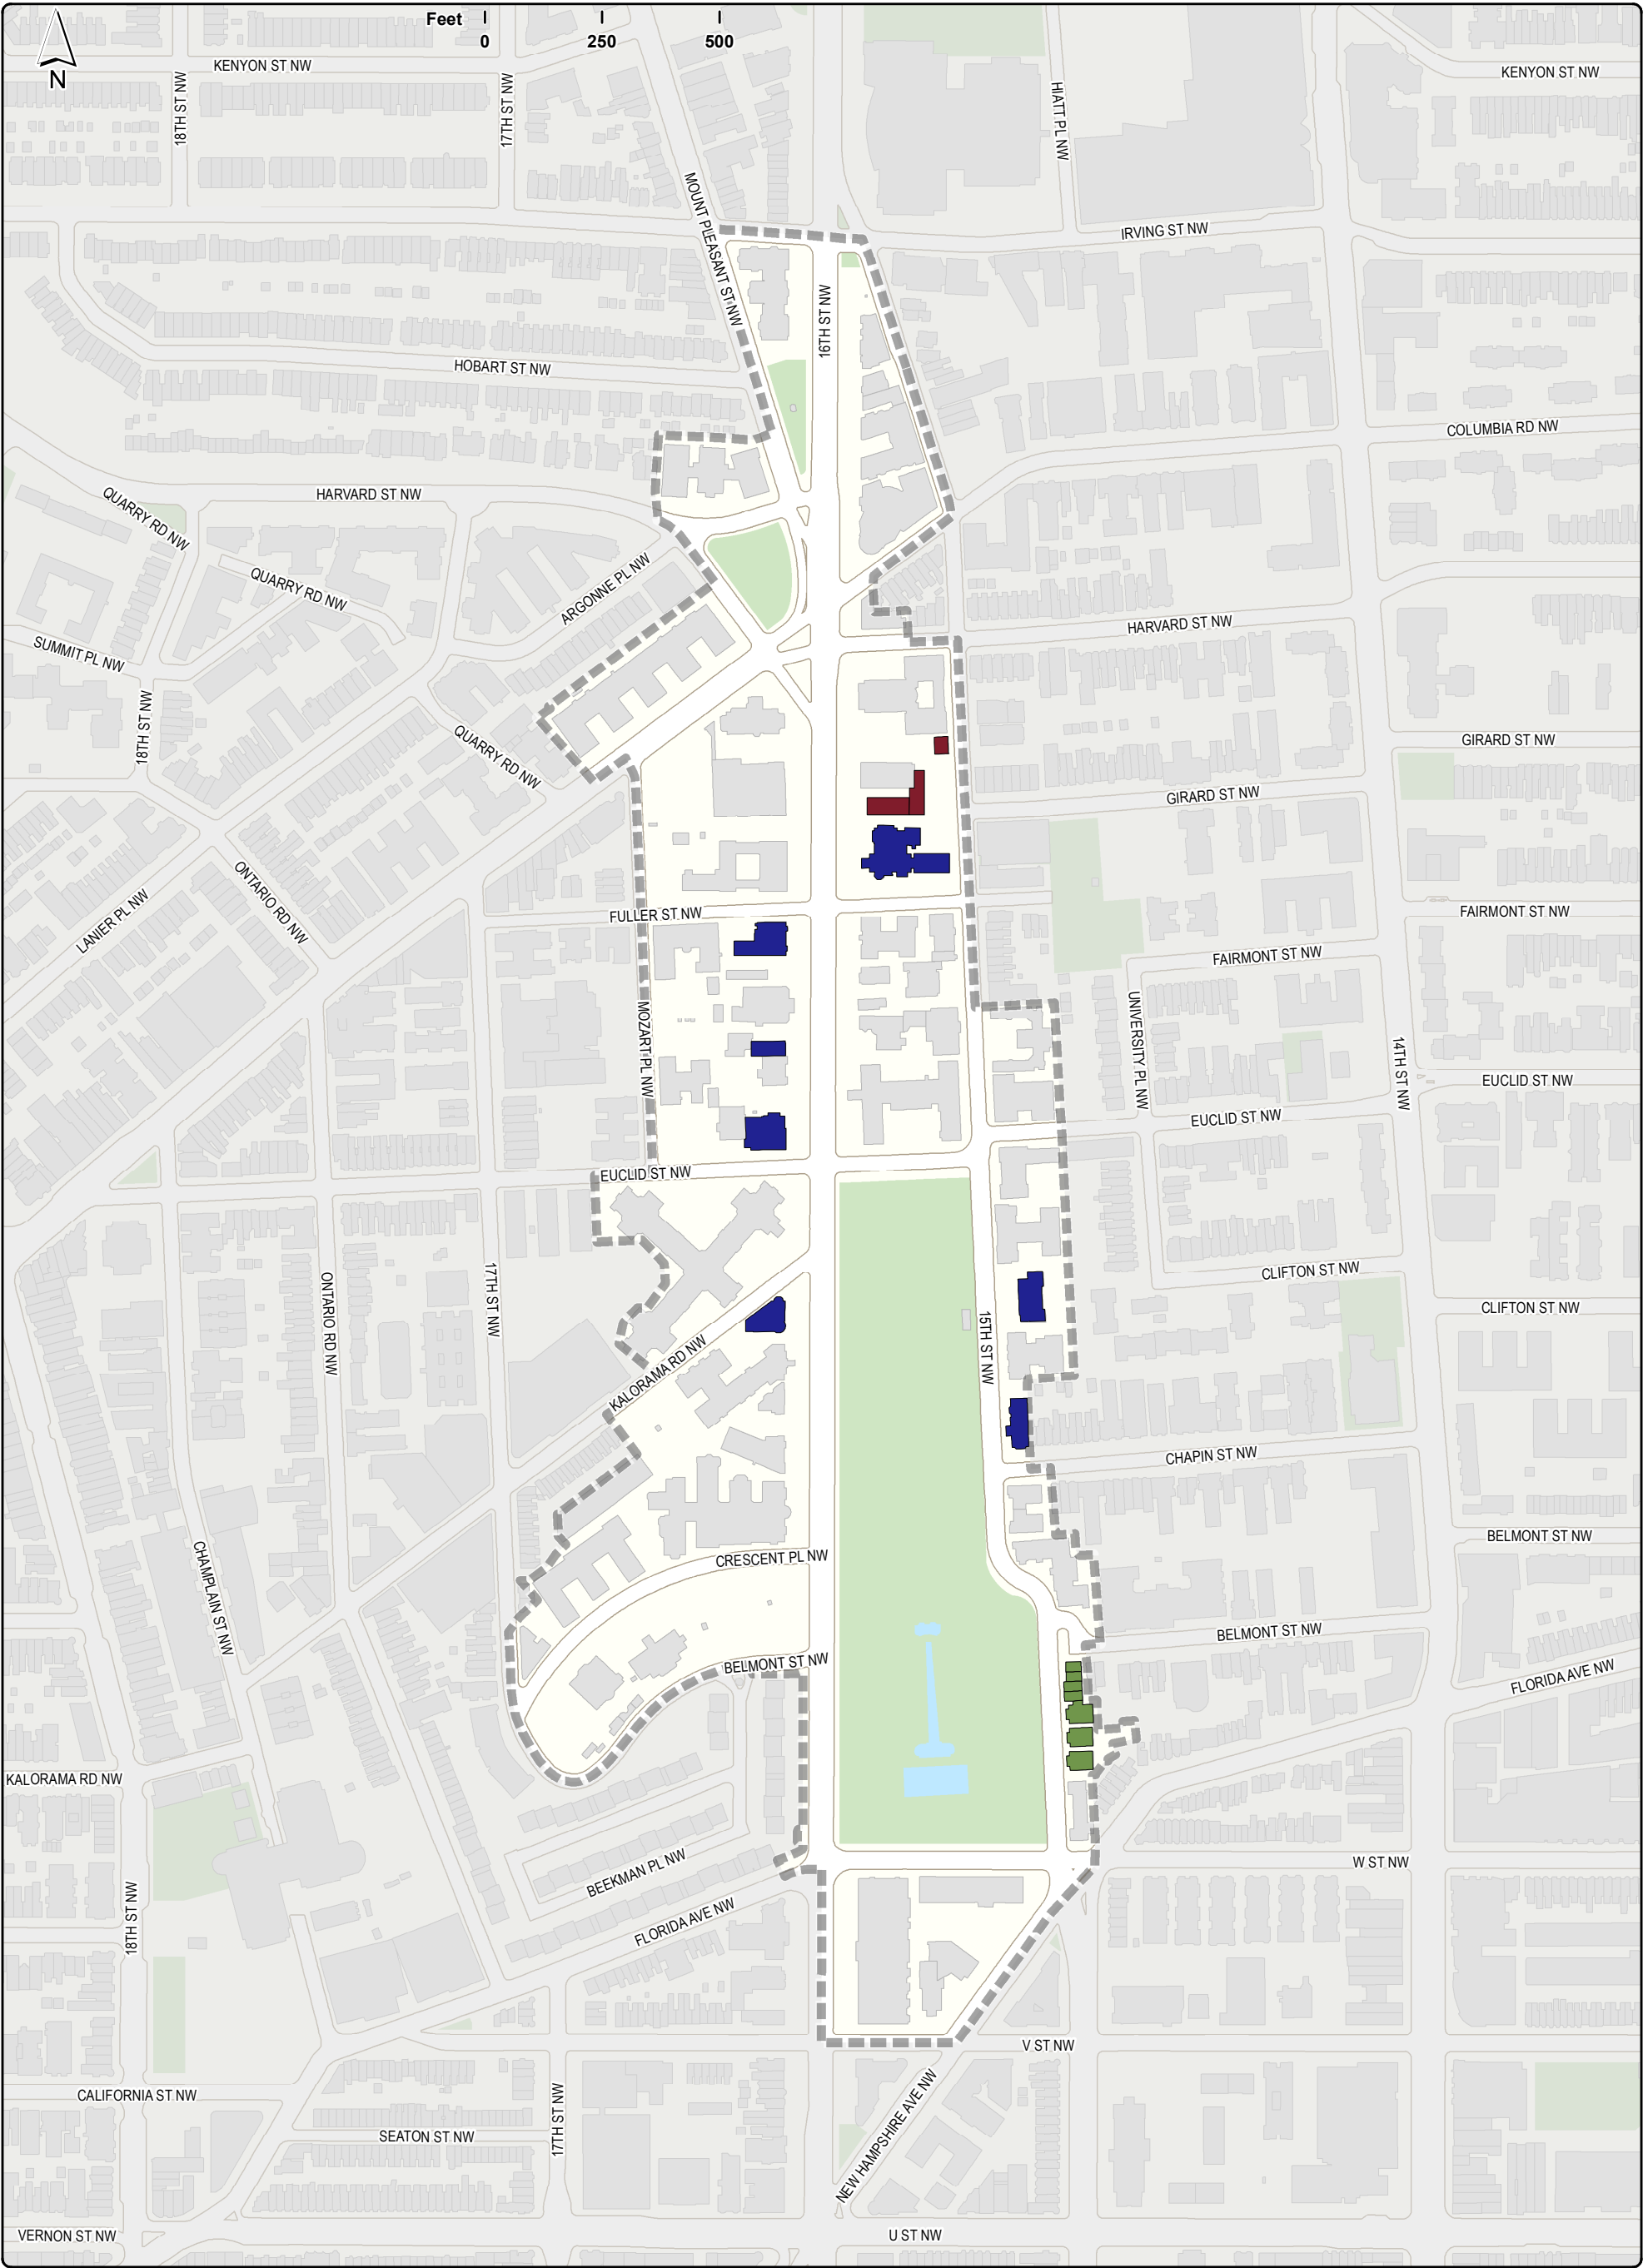 Feet
0 250 500
N
KENYON ST NW
KENYON ST NW
18TH ST NW
17TH ST NW
HIATT PL NW
MOUNT PLEASANT ST NW
IRVING ST NW
16TH ST NW
HOBART ST NW
COLUMBIA RD NW
HARVARD ST NW
QUARRY RD NW
QUARRY RD NW
ARGONNE PL NW
HARVARD ST NW
SUMMIT PL NW
18TH ST NW
QUARRY RD NW
GIRARD ST NW
GIRARD ST NW
LANIER PL NW
ONTARIO RD NW
FULLER ST NW
FAIRMONT ST NW
FAIRMONT ST NW
MOZART PL NW
UNIVERSITY PL NW
14TH ST NW
EUCLID ST NW
EUCLID ST NW
EUCLID ST NW
CLIFTON ST NW
CLIFTON ST NW
ONTARIO RD NW
17TH ST NW
15TH ST NW
KALORAMA RD NW
CHAPIN ST NW
BELMONT ST NW
CHAMPLAIN ST NW
CRESCENT PL NW
BELMONT ST NW
BELMONT ST NW
FLORIDA AVE NW
KALORAMA RD NW
BEEKMAN PL NW
W ST NW
18TH ST NW
FLORIDA AVE NW
V ST NW
CALIFORNIA ST NW
17TH ST NW
NEW HAMPSHIRE AVE NW
SEATON ST NW
VERNON ST NW
U ST NW